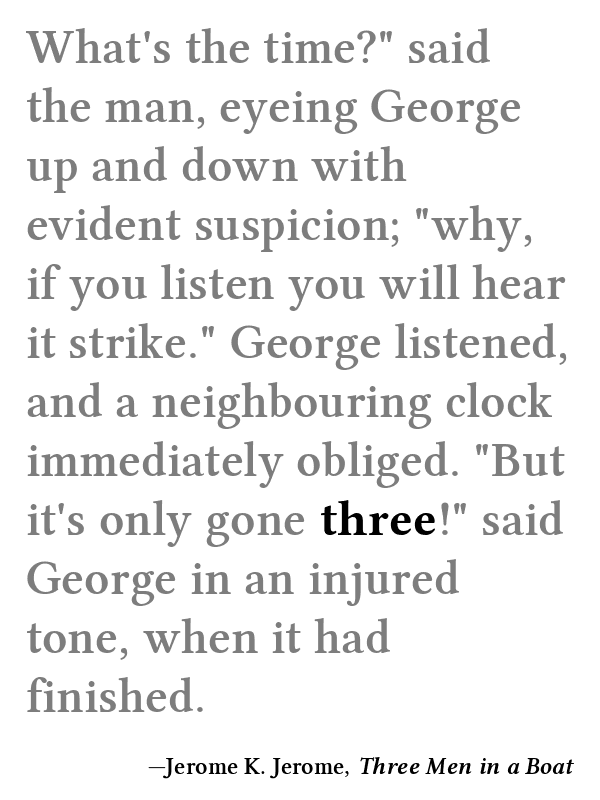 What's the time?" said
the man, eyeing George
up and down with
evident suspicion; "why,
if you listen you will hear
it strike." George listened,
and a neighbouring clock
immediately obliged. "But
it's only gone three!" said
George in an injured
tone, when it had
finished.
—Jerome K. Jerome, Three Men in a Boat